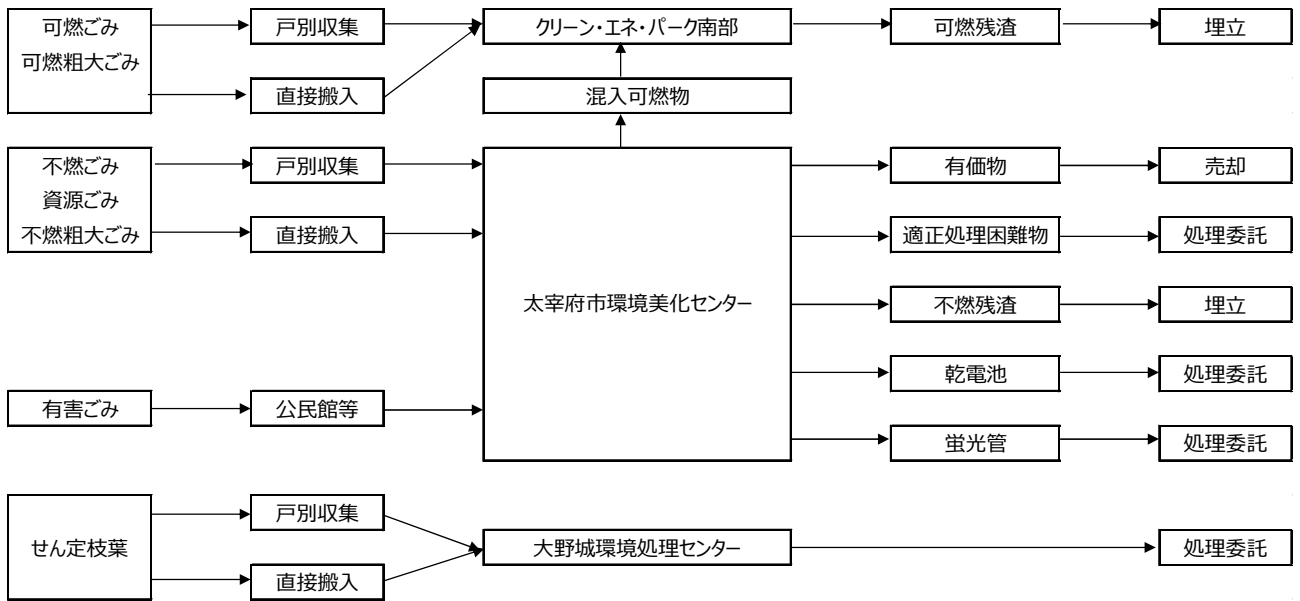 可燃ごみ
可燃粗大ごみ
戸別収集
直接搬入
クリーン・エネ・パーク南部
混入可燃物
可燃残渣
埋立
不燃ごみ
資源ごみ
不燃粗大ごみ
戸別収集
直接搬入
太宰府市環境美化センター
有価物
売却
適正処理困難物
処理委託
不燃残渣
埋立
乾電池
処理委託
有害ごみ
公民館等
蛍光管
処理委託
せん定枝葉
戸別収集
直接搬入
大野城環境処理センター
処理委託